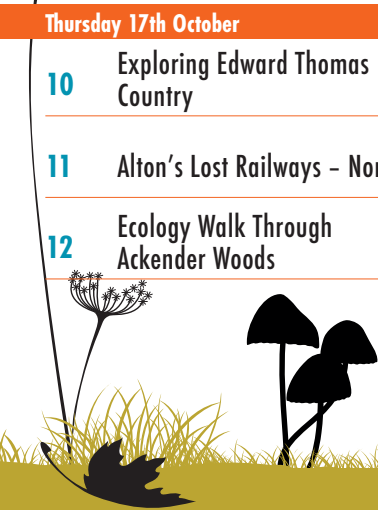 Thursday 17th October
10 Exploring Edward Thomas
Country
11 Alton's Lost Railways –
12 Ecology Walk Through
Ackender Woods